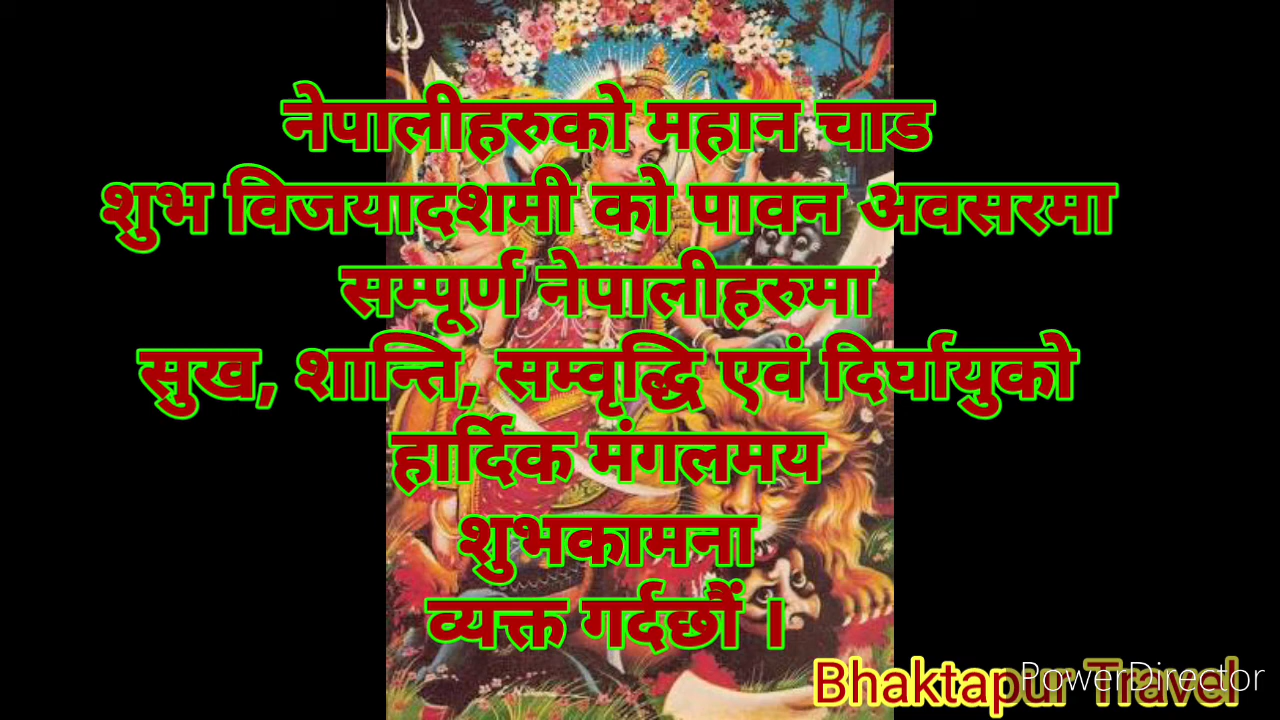 नेपालीहरुको महान चाड
शुभ विजयादशमी को पावन अवसरमा
सम्पूर्ण नेपालीहरुमा
सुख, शान्ति, सम्वृद्धि एवं दिर्घायुको
हार्दिक मंगलमय
शुभकामना
व्यक्त गर्दछौं ।
Bhaktapur Travel
PowerDirector